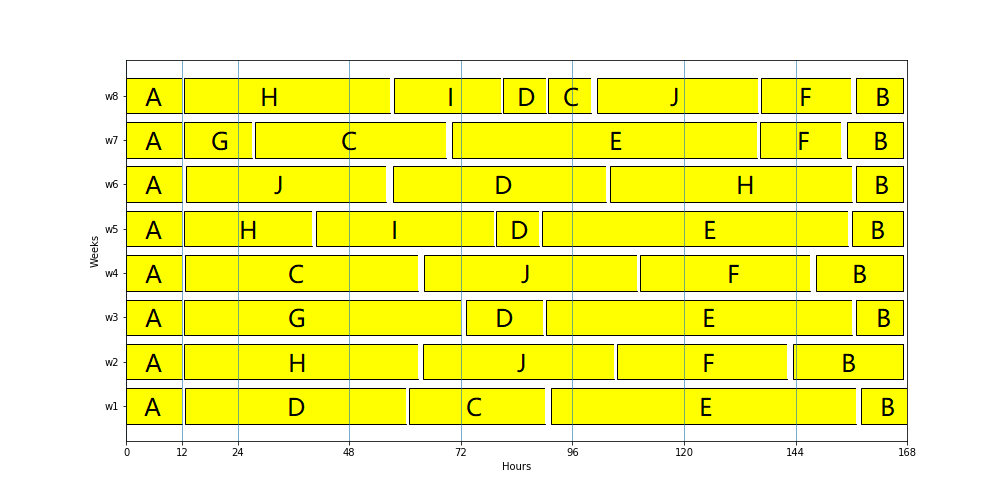 w8 A H I D C J F B
w7 A G C E F B
w6 A J D H B
w5 A H I D E B
w4 A C J F B
w3 A G D E B
w2 A H J F B
w1 A D C E B
0 12 24 48 72 96 120 144 168
Hours
Weeks